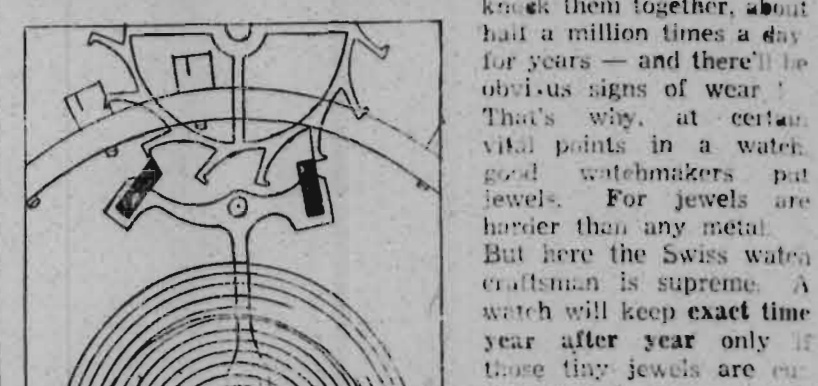 knock them together, about
half a million times a day
for years — and there'll be
obvious signs of wear !
That's why, at certain
vital points in a watch,
good watchmakers put
jewels. For jewels are
harder than any metal.
But here the Swiss watch
craftsman is supreme. A
watch will keep exact time
year after year only if
those tiny jewels are